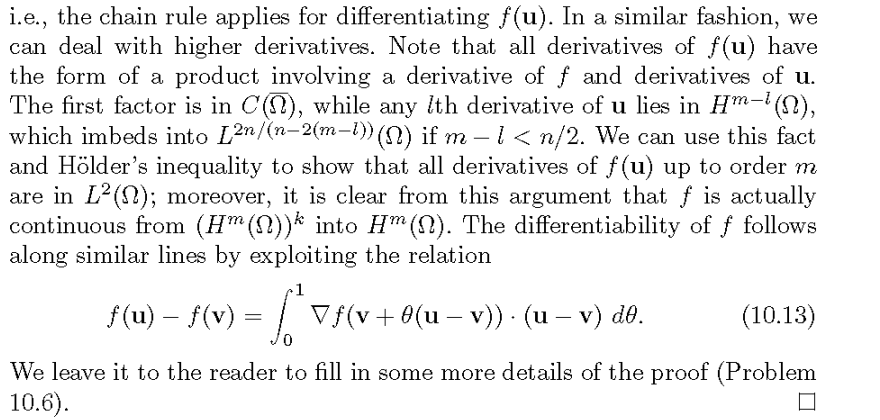 i.e., the chain rule applies for differentiating f(u). In a similar fashion, we
can deal with higher derivatives. Note that all derivatives of f(u) have
the form of a product involving a derivative of f and derivatives of u.
The first factor is in C(Ω̅), while any lth derivative of u lies in H^{m−l}(Ω),
which imbeds into L^{2n/(n−2(m−l))}(Ω) if m − l < n/2. We can use this fact
and Hölder's inequality to show that all derivatives of f(u) up to order m
are in L²(Ω); moreover, it is clear from this argument that f is actually
continuous from (H^m(Ω))^k into H^m(Ω). The differentiability of f follows
along similar lines by exploiting the relation
f(u) − f(v) = ∫_0^1 ∇f(v + θ(u − v)) · (u − v) dθ. (10.13)
We leave it to the reader to fill in some more details of the proof (Problem
10.6). □